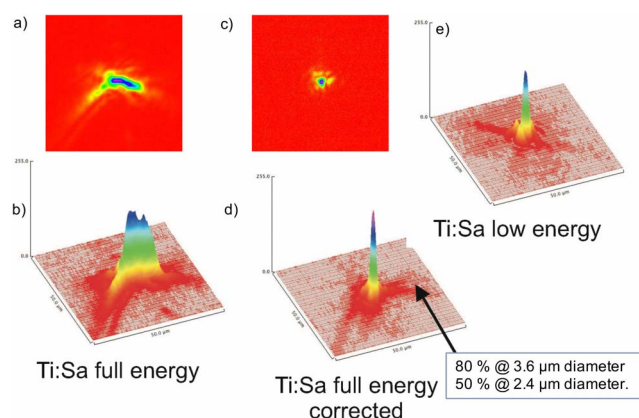 a)
c)
e)
255.0
0.0
50.0 µm
50.0 µm
Ti:Sa low energy
b)
255.0
0.0
50.0 µm
50.0 µm
Ti:Sa full energy
d)
255.0
0.0
50.0 µm
50.0 µm
Ti:Sa full energy
corrected
80 % @ 3.6 µm diameter
50 % @ 2.4 µm diameter.